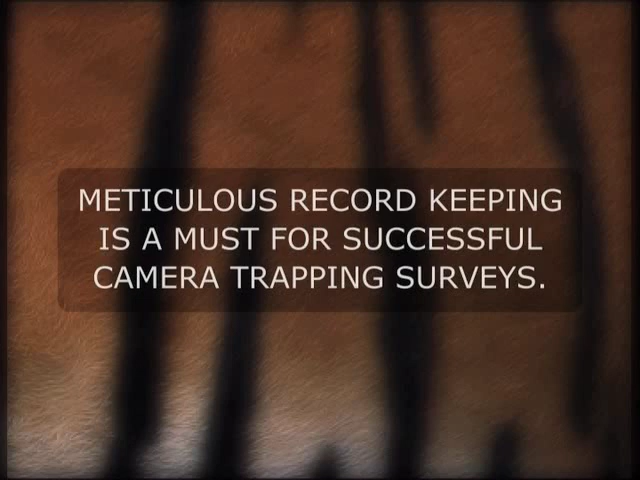 METICULOUS RECORD KEEPING
IS A MUST FOR SUCCESSFUL
CAMERA TRAPPING SURVEYS.